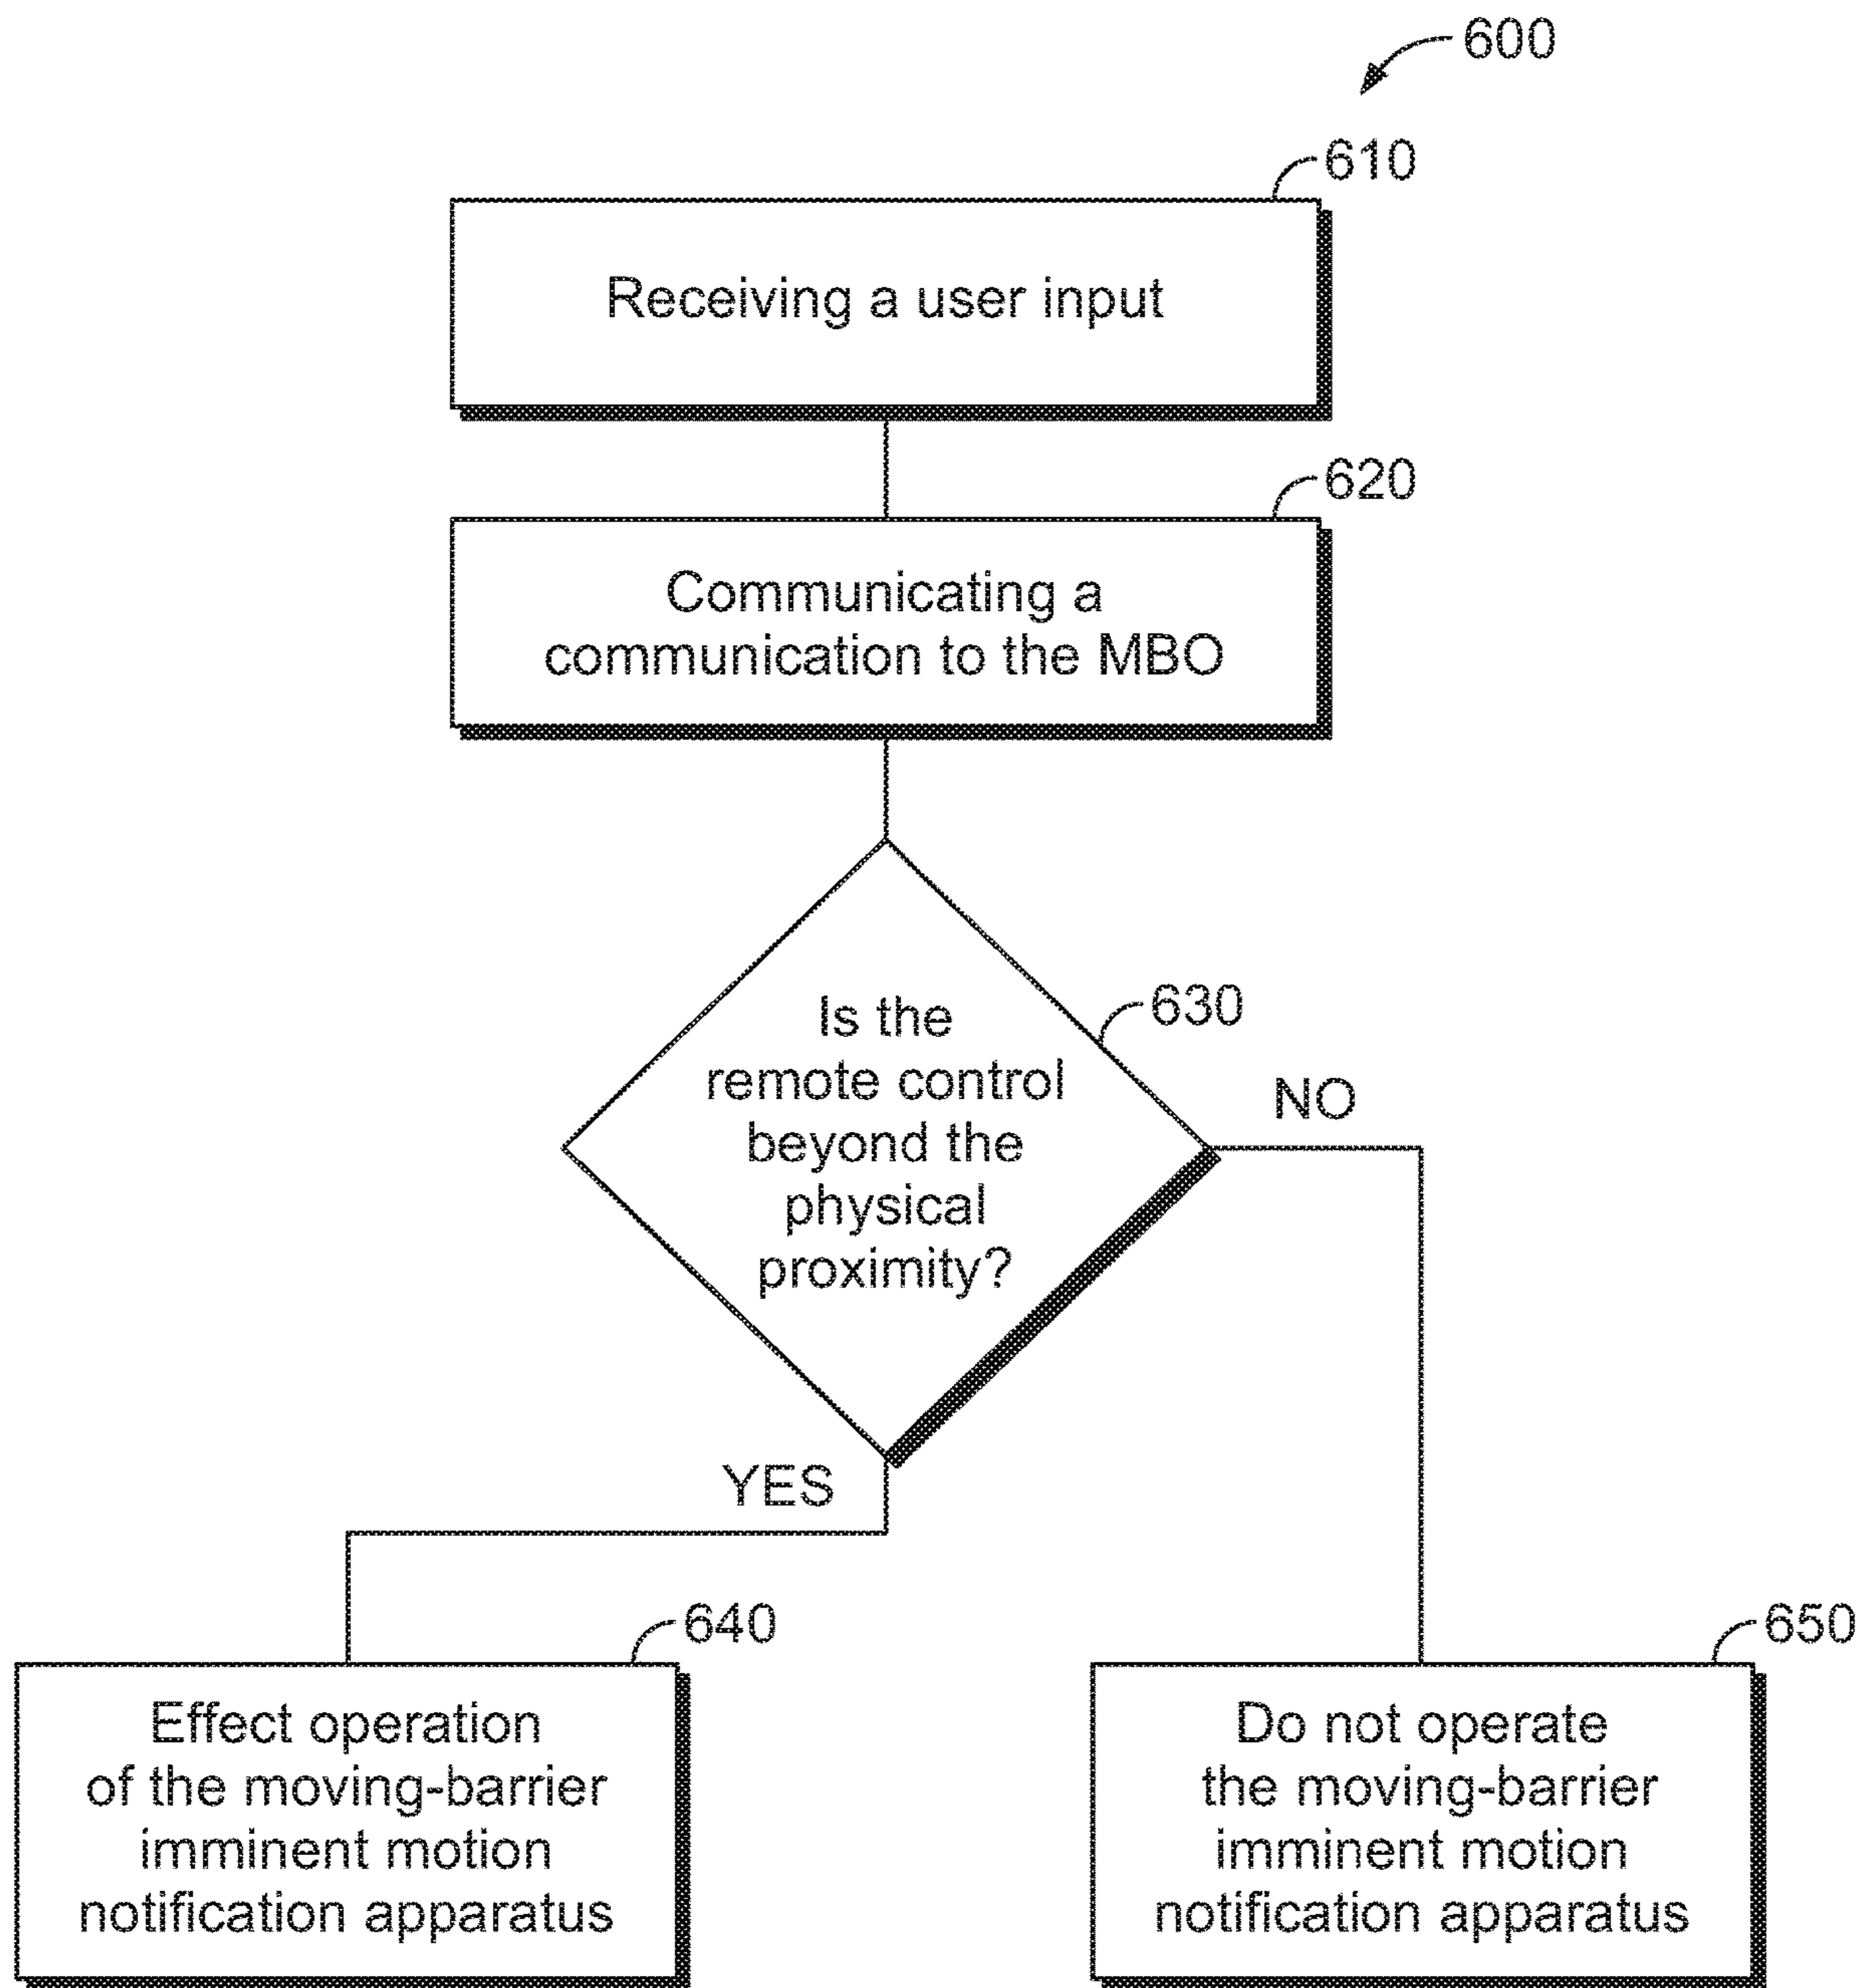 600
610
Receiving a user input
620
Communicating a
communication to the MBO
630
Is the
remote control
beyond the
physical
proximity?
NO
YES
640
Effect operation
of the moving-barrier
imminent motion
notification apparatus
650
Do not operate
the moving-barrier
imminent motion
notification apparatus